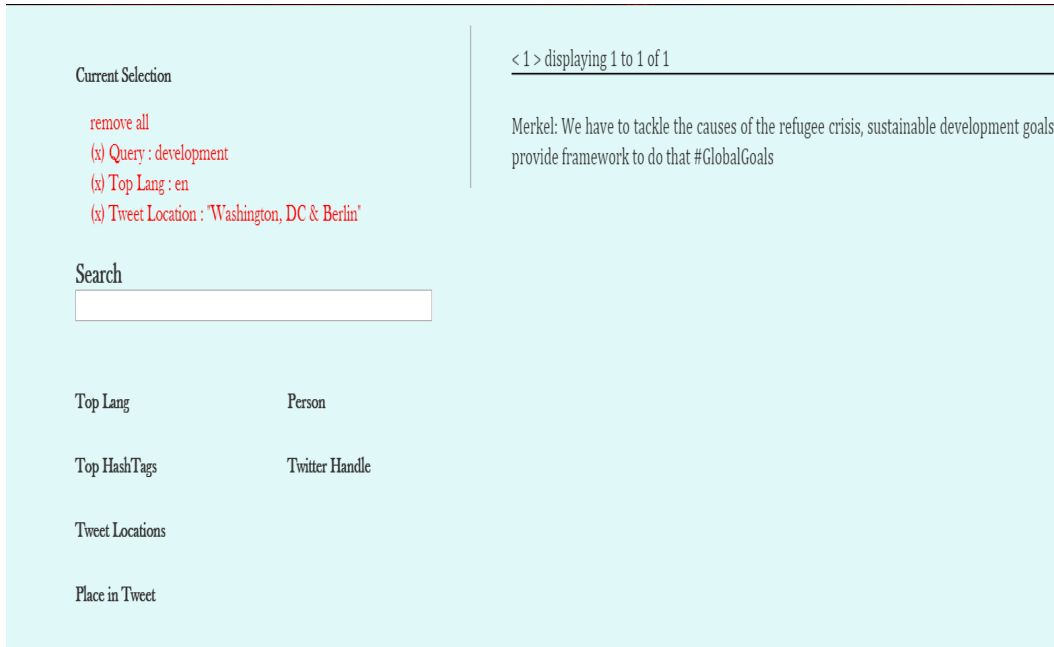 Current Selection
remove all
(x) Query : development
(x) Top Lang : en
(x) Tweet Location : "Washington, DC & Berlin"
Search
Top Lang
Person
Top HashTags
Twitter Handle
Tweet Locations
Place in Tweet
< 1 > displaying 1 to 1 of 1
Merkel: We have to tackle the causes of the refugee crisis, sustainable development goals
provide framework to do that #GlobalGoals